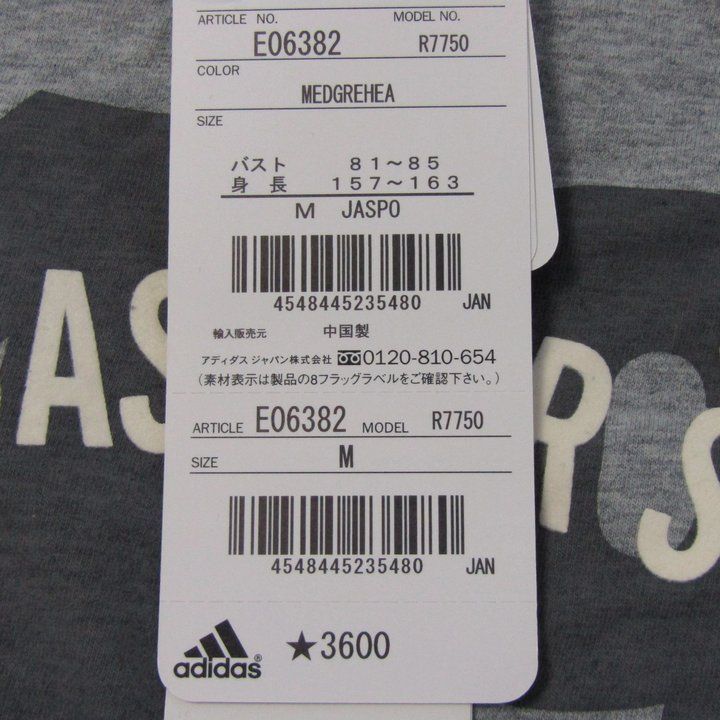 ARTICLE NO. MODEL NO.
E06382 R7750
COLOR
MEDGREHEA
SIZE
バスト 81～85
身長 157～163
M JASPO
4548445235480 JAN
輸入販売元 中国製
アディダス ジャパン株式会社 0120-810-654
(素材表示は製品の8フラッグラベルをご確認下さい。)
ARTICLE E06382 MODEL R7750
SIZE M
4548445235480 JAN
adidas® ★3600
AS RS